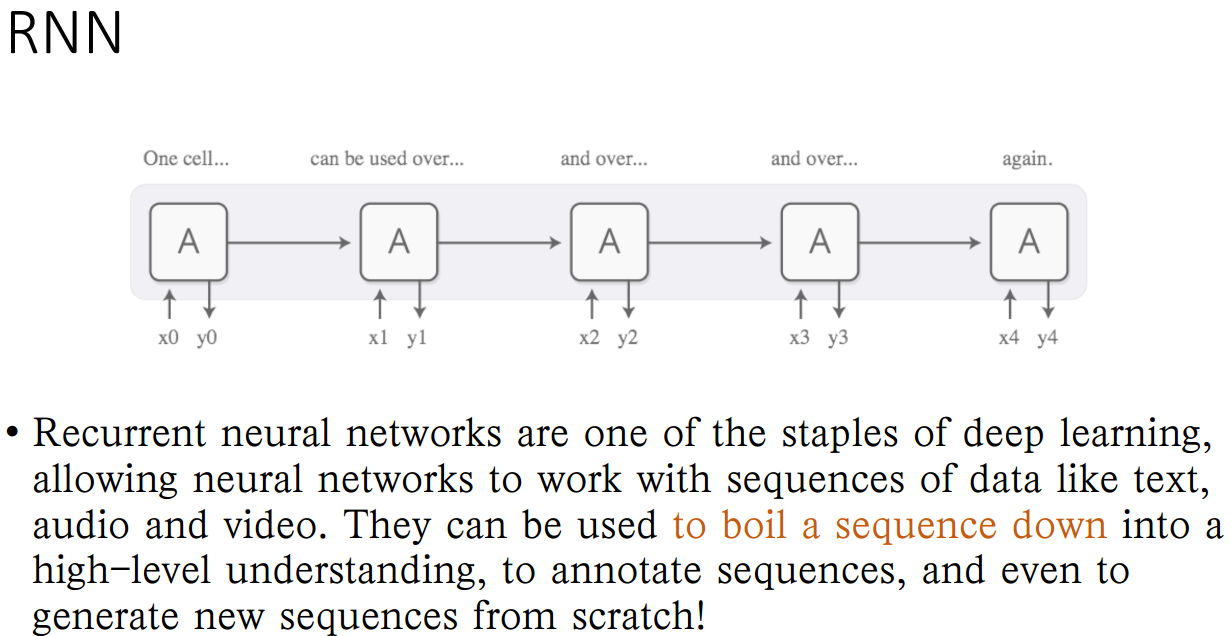 RNN
One cell... can be used over... and over... and over... again.
A A A A A
x0 y0 x1 y1 x2 y2 x3 y3 x4 y4
• Recurrent neural networks are one of the staples of deep learning,
allowing neural networks to work with sequences of data like text,
audio and video. They can be used to boil a sequence down into a
high-level understanding, to annotate sequences, and even to
generate new sequences from scratch!